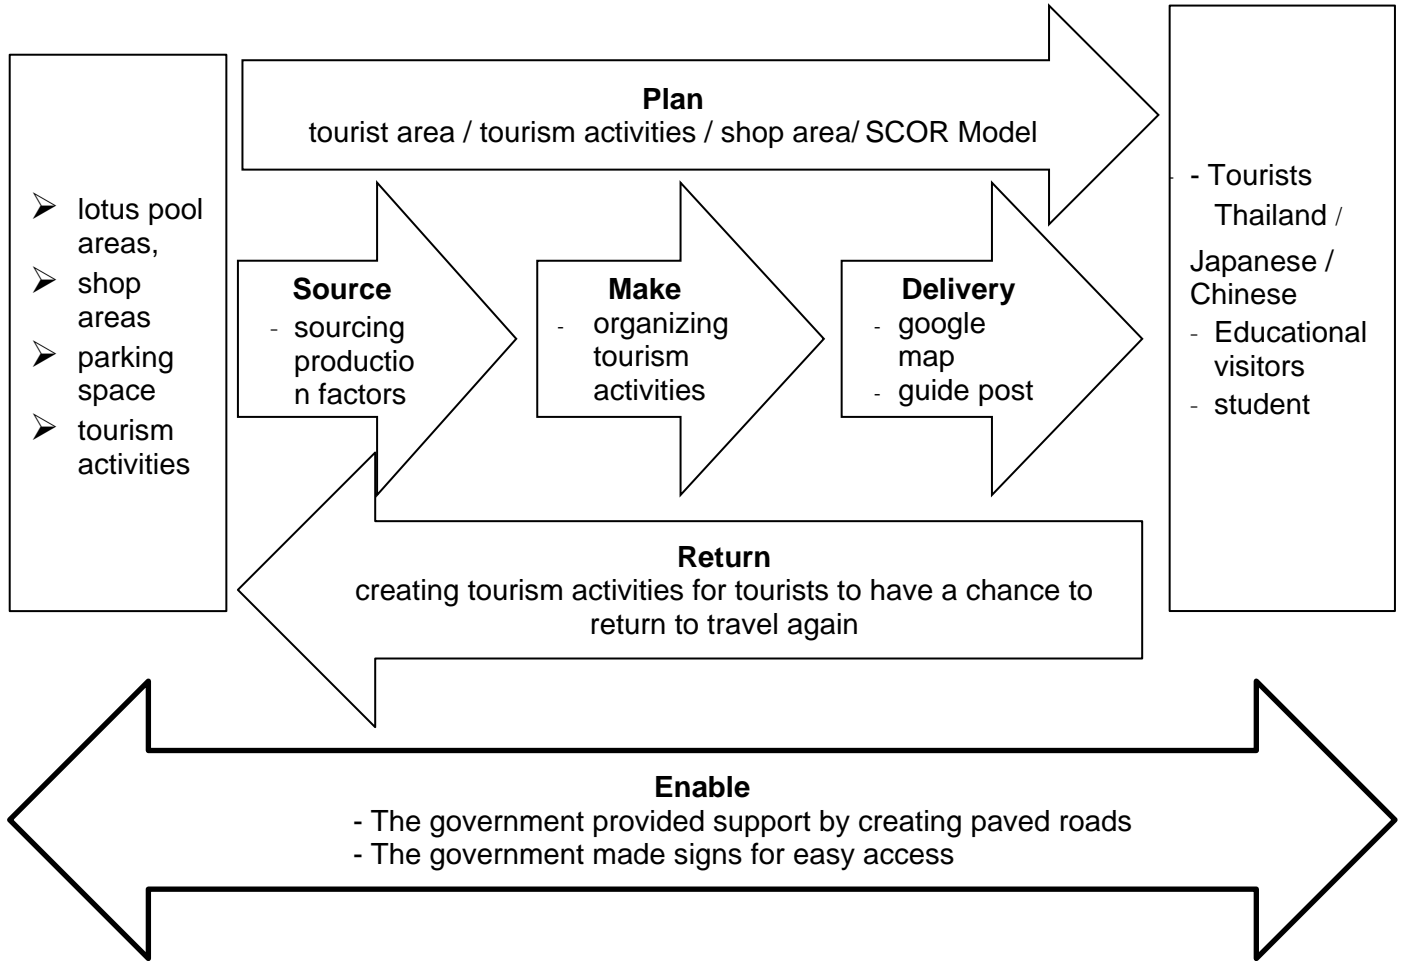 Plan
tourist area / tourism activities / shop area/ SCOR Model
➢ lotus pool
areas,
➢ shop
areas
➢ parking
space
➢ tourism
activities
Source
- sourcing
productio
n factors
Make
- organizing
tourism
activities
Delivery
- google
map
- guide post
- - Tourists
Thailand /
Japanese /
Chinese
- Educational
visitors
- student
Return
creating tourism activities for tourists to have a chance to
return to travel again
Enable
- The government provided support by creating paved roads
- The government made signs for easy access